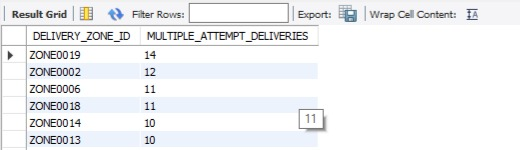 Result Grid Filter Rows: Export: Wrap Cell Content: IA
DELIVERY_ZONE_ID MULTIPLE_ATTEMPT_DELIVERIES
ZONE0019 14
ZONE0002 12
ZONE0006 11
ZONE0018 11
11
ZONE0014 10
ZONE0013 10